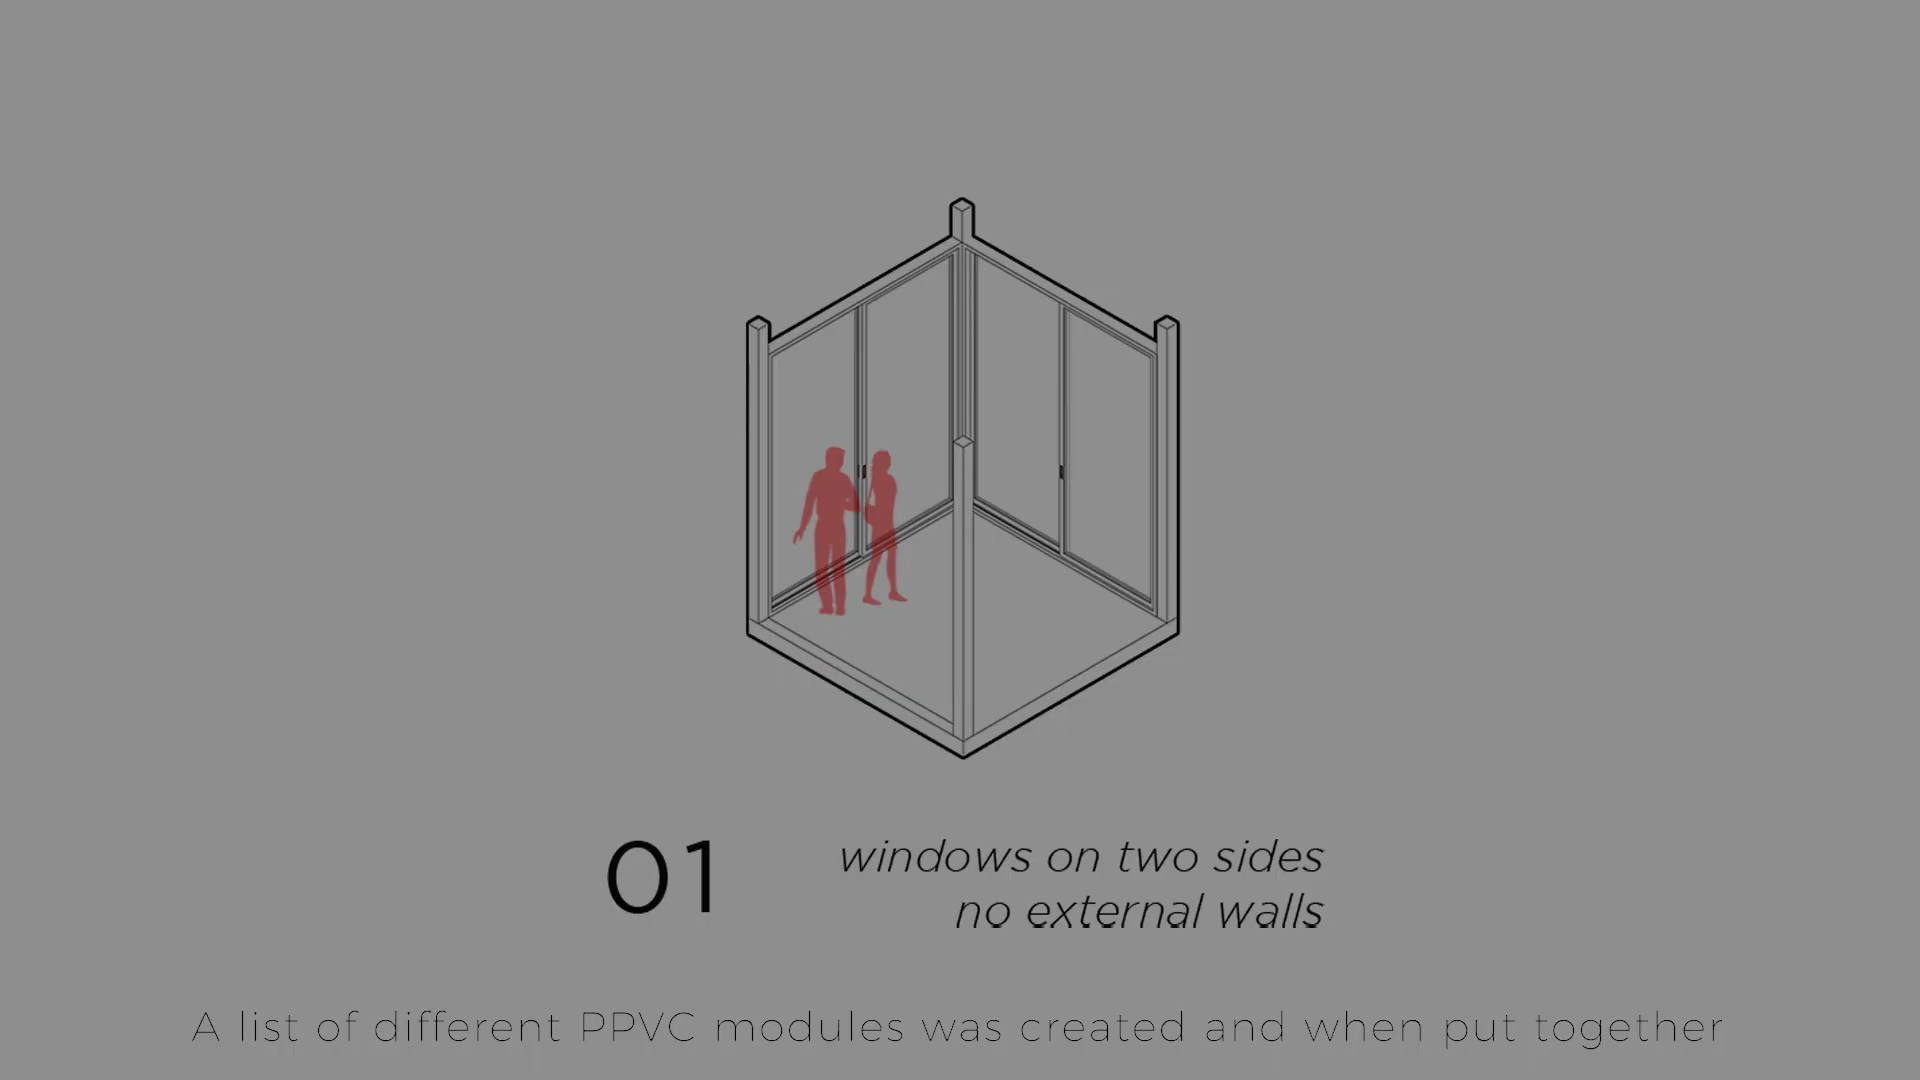 01
windows on two sides
no external walls
A list of different PPVC modules was created and when put together